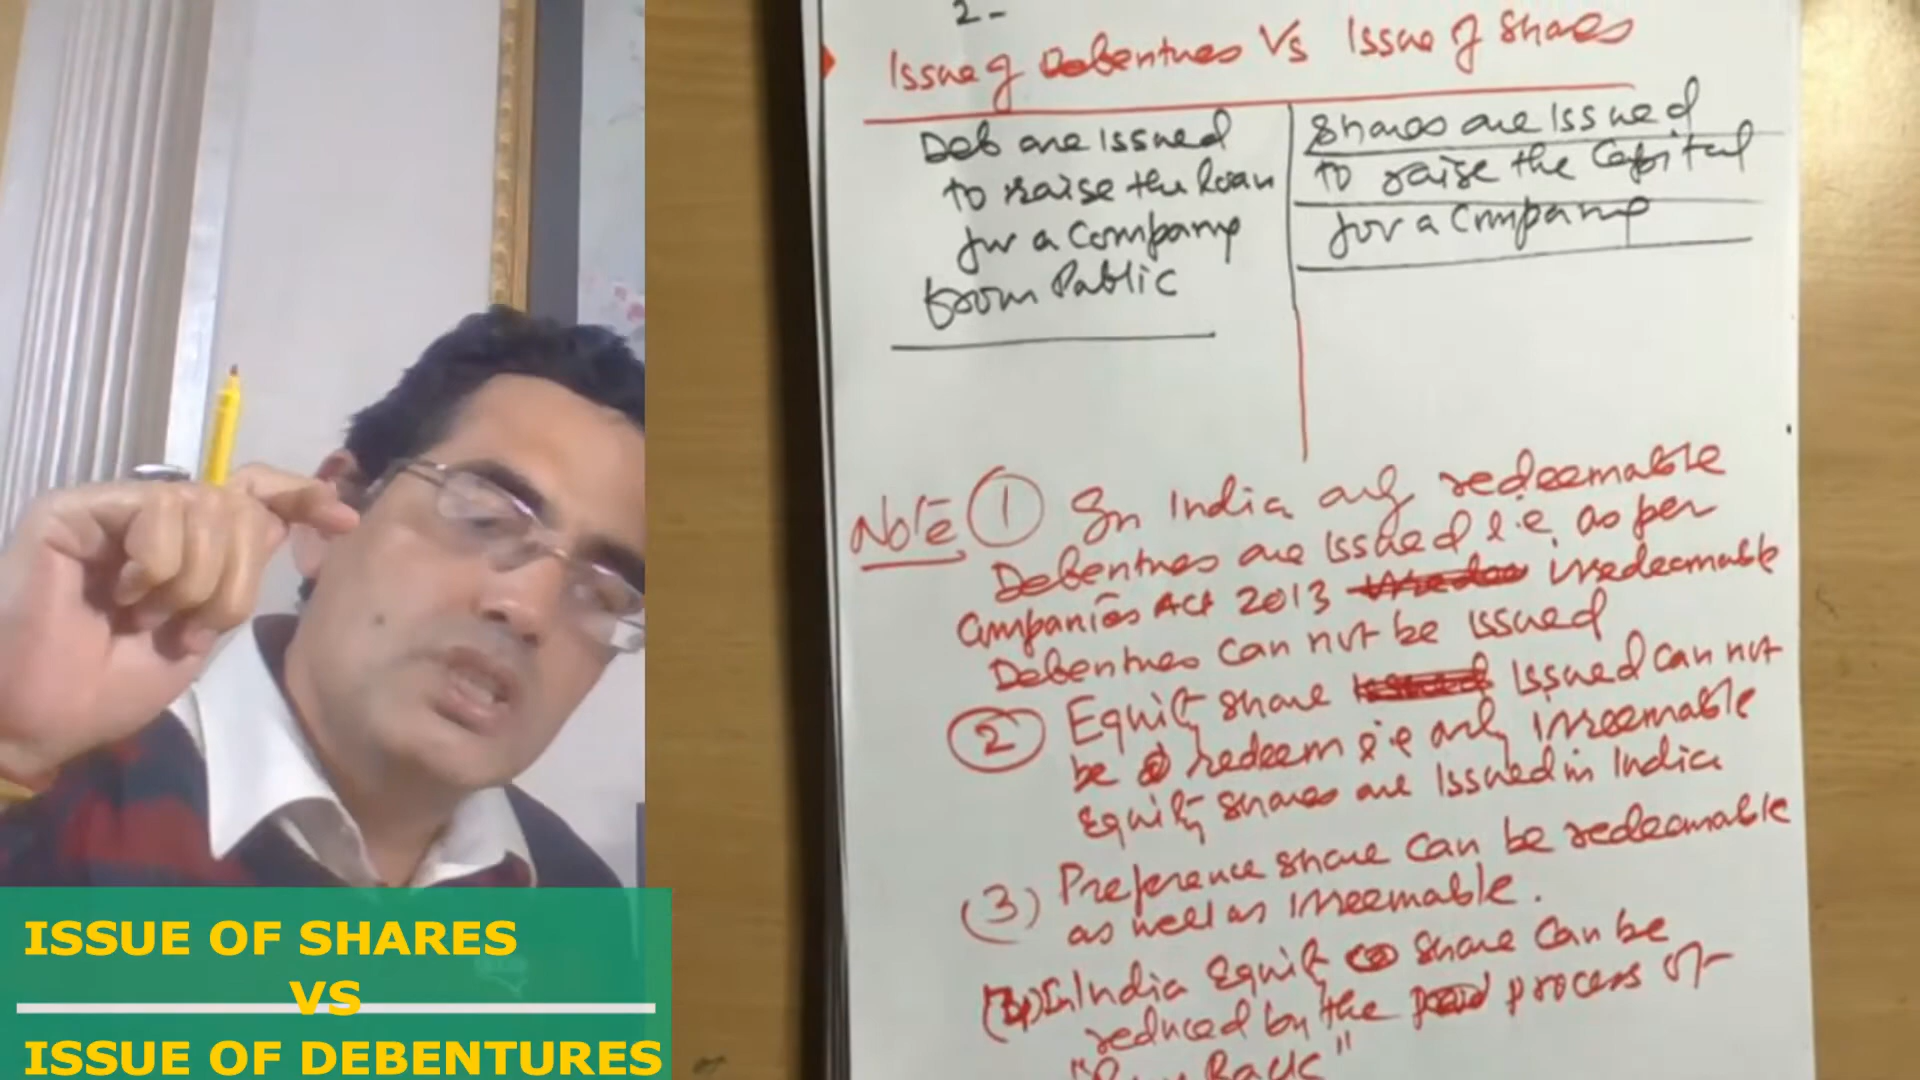 2-
Issue of Debentures Vs Issue of Shares
Deb are issued
to raise the loan
for a Company
from Public
Shares are Issued
to raise the Capital
for a Company
Note ① In India only redeemable
Debentures are issued i.e. as per
Companies Act 2013 irredeemable
Debentures can not be issued
② Equity share Issued can not
be redeem i.e only irreemable
Equity shares are Issued in India
(3) Preference share can be redeemable
as well as irreemable.
(4) In India Equity share can be
reduced by the process of
"Buy Back"
ISSUE OF SHARES
VS
ISSUE OF DEBENTURES